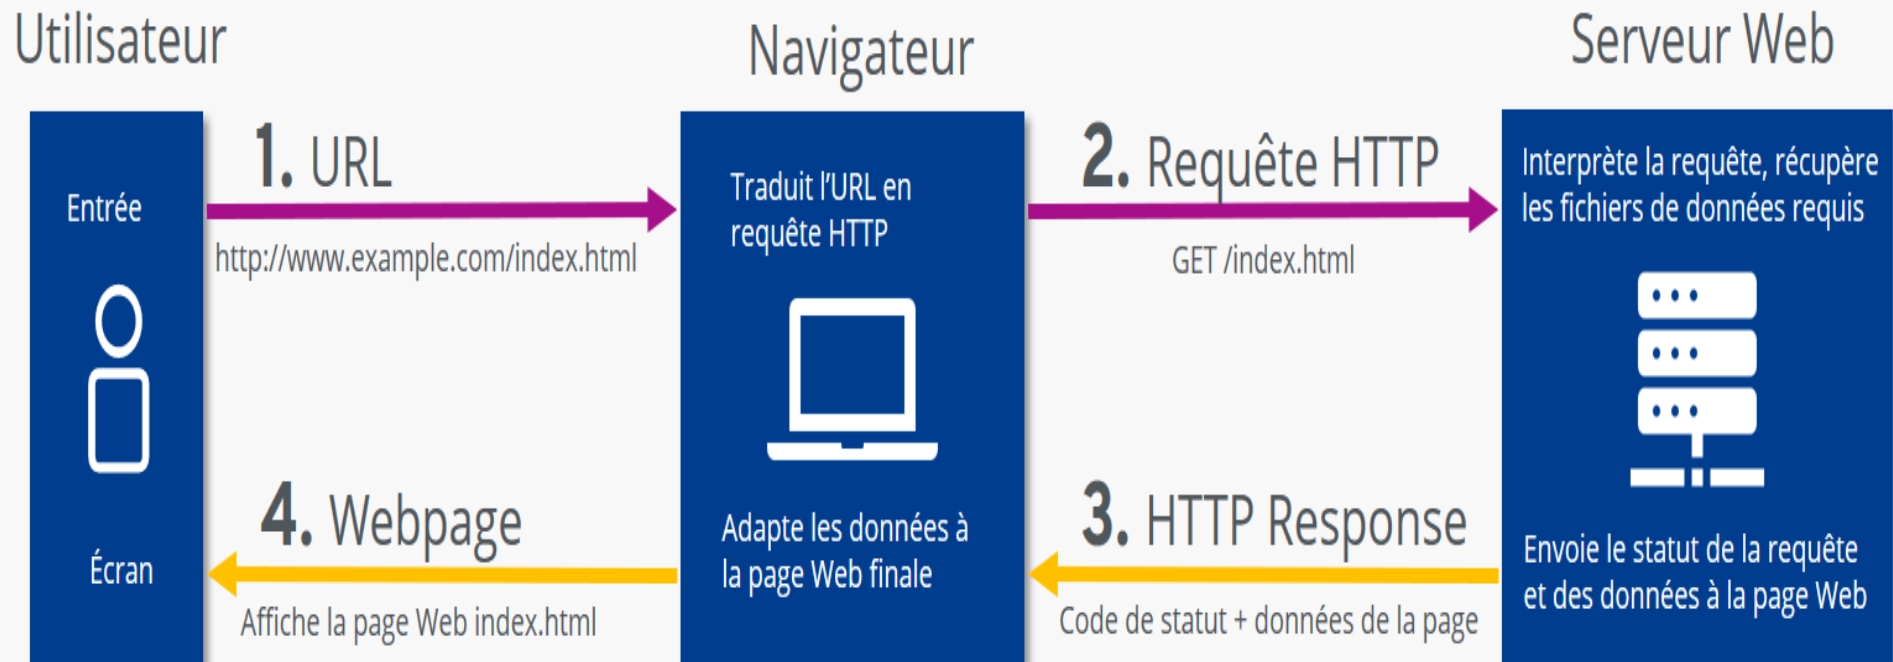 Utilisateur
Navigateur
Serveur Web
Entrée
1. URL
http://www.example.com/index.html
Traduit l'URL en
requête HTTP
2. Requête HTTP
GET /index.html
Interprète la requête, récupère
les fichiers de données requis
Envoie le statut de la requête
et des données à la page Web
3. HTTP Response
Code de statut + données de la page
Adapte les données à
la page Web finale
4. Webpage
Affiche la page Web index.html
Écran